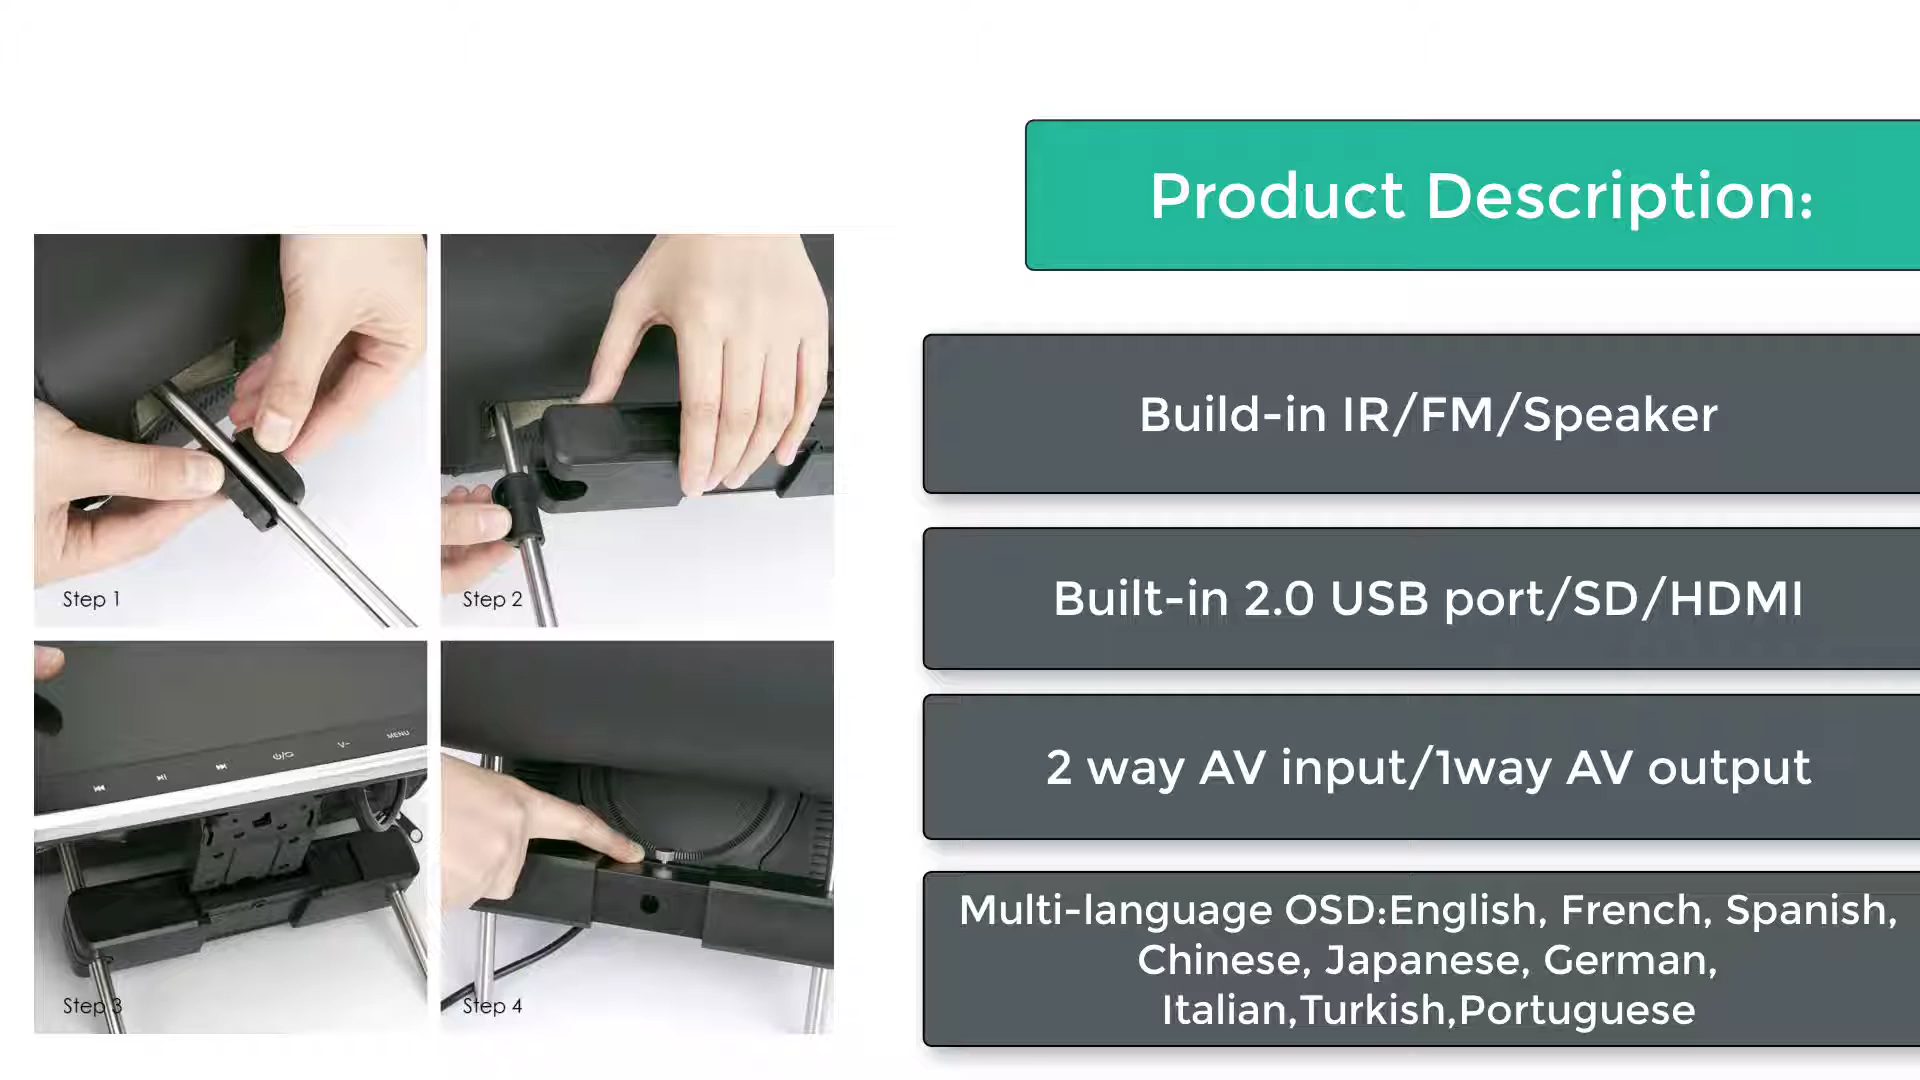 Product Description:
Build-in IR/FM/Speaker
Built-in 2.0 USB port/SD/HDMI
2 way AV input/1way AV output
Multi-language OSD:English, French, Spanish,
Chinese, Japanese, German,
Italian,Turkish,Portuguese
Step 1
Step 2
V-
MENU
Step 3
Step 4